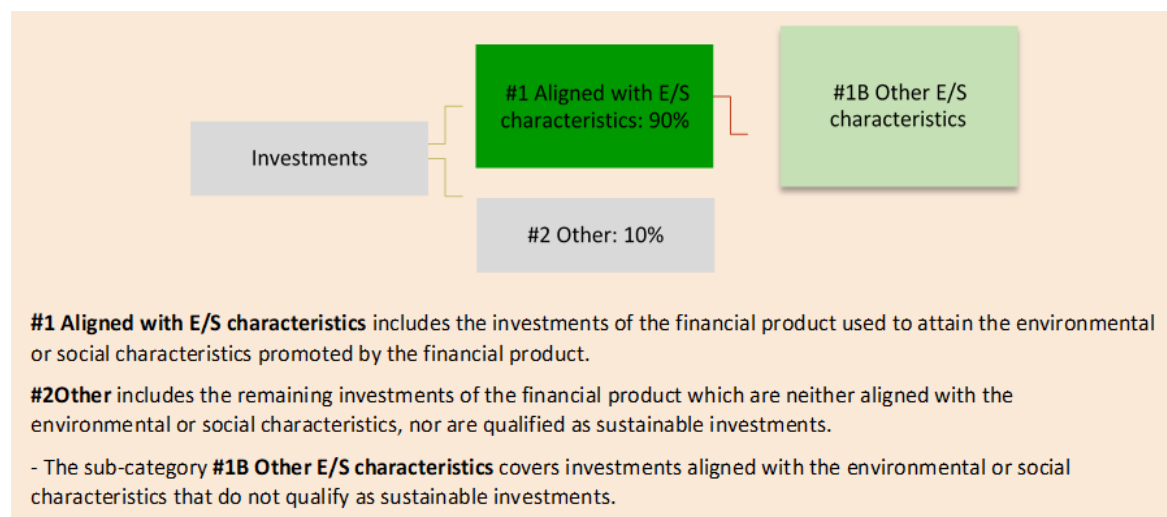 #1 Aligned with E/S
characteristics: 90%
#1B Other E/S
characteristics
Investments
#2 Other: 10%
#1 Aligned with E/S characteristics includes the investments of the financial product used to attain the environmental
or social characteristics promoted by the financial product.
#2Other includes the remaining investments of the financial product which are neither aligned with the
environmental or social characteristics, nor are qualified as sustainable investments.
- The sub-category #1B Other E/S characteristics covers investments aligned with the environmental or social
characteristics that do not qualify as sustainable investments.